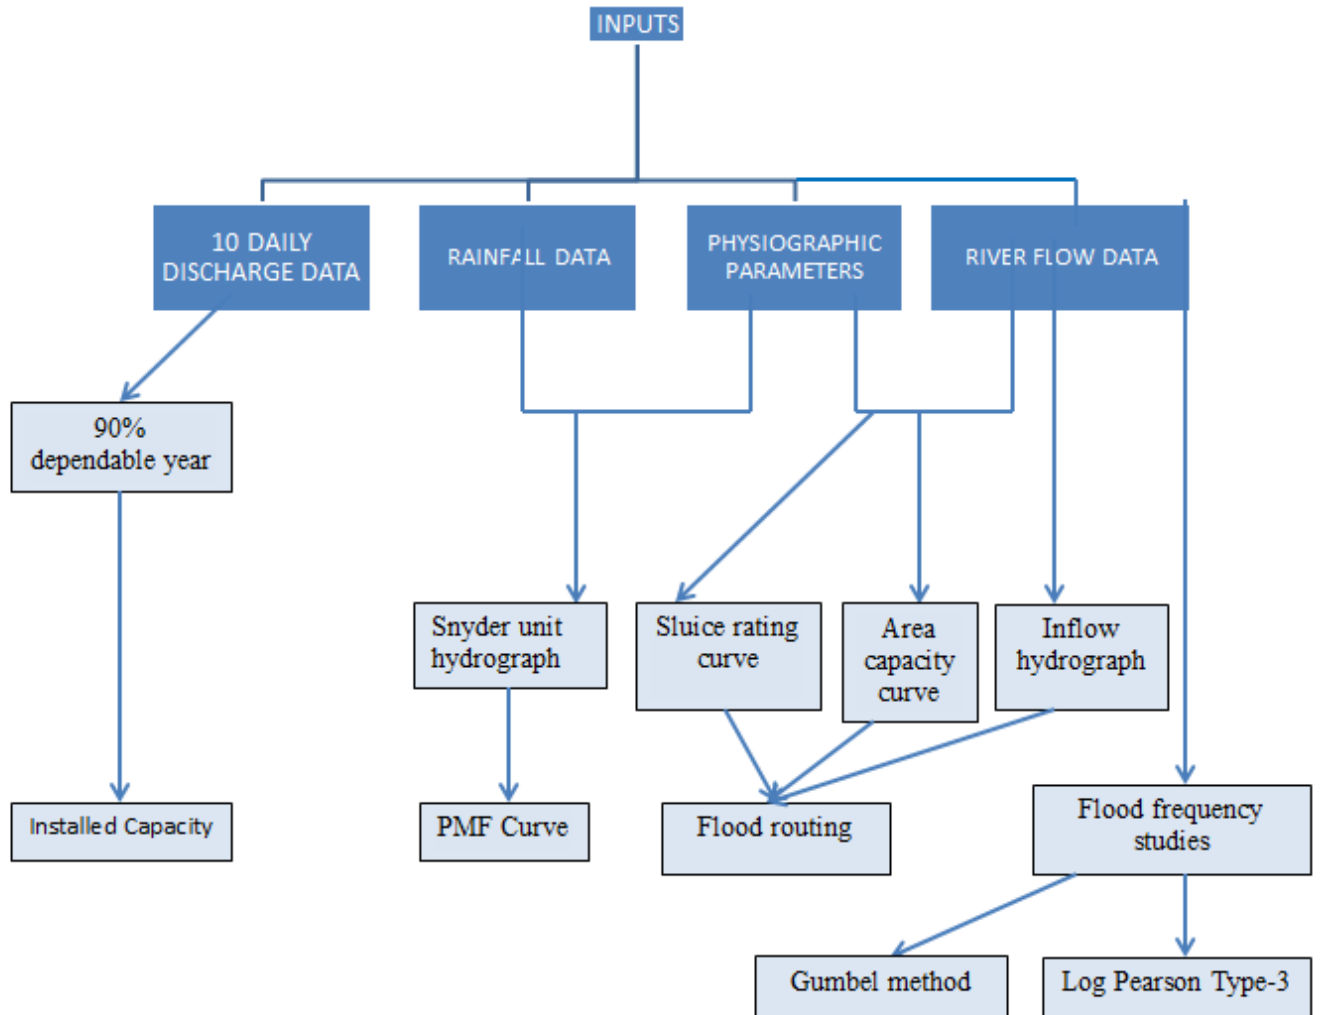 INPUTS
10 DAILY
DISCHARGE DATA
RAINFALL DATA
PHYSIOGRAPHIC
PARAMETERS
RIVER FLOW DATA
90%
dependable year
Snyder unit
hydrograph
Sluice rating
curve
Area
capacity
curve
Inflow
hydrograph
Installed Capacity
PMF Curve
Flood routing
Flood frequency
studies
Gumbel method
Log Pearson Type-3